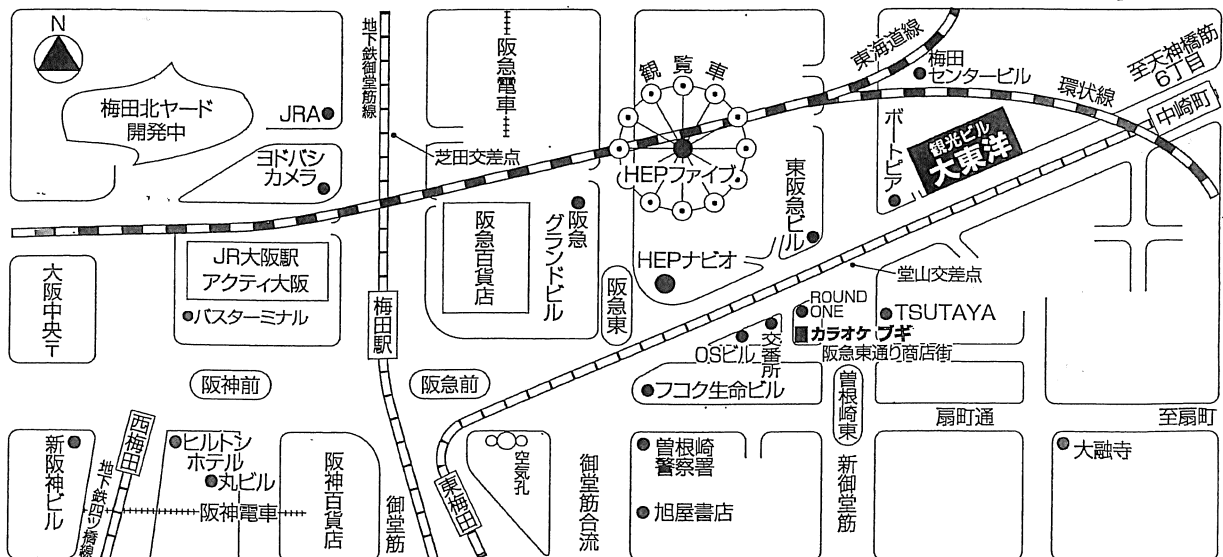 N
梅田北ヤード
開発中
JRA
ヨドバシ
カメラ
地下鉄御堂筋線
芝田交差点
阪急電車
観覧車
HEPファイブ
東海道線
梅田
センタービル
環状線
至天神橋筋
6丁目
中崎町
ボートピア
観光ビル
大東洋
東阪急ビル
HEPナビオ
堂山交差点
大阪中央〒
JR大阪駅
アクティ大阪
バスターミナル
梅田駅
阪急百貨店
阪急
グランドビル
阪急東
ROUND
ONE
TSUTAYA
カラオケ ブギ
阪急東通り商店街
OSビル
交番所
フコク生命ビル
阪神前
阪急前
曽根崎東
扇町通
至扇町
新阪神ビル
西梅田
地下鉄四ツ橋線
ヒルトン
ホテル
丸ビル
阪神電車
阪神百貨店
御堂筋
東梅田
空気孔
御堂筋合流
曽根崎
警察署
旭屋書店
新御堂筋
大融寺